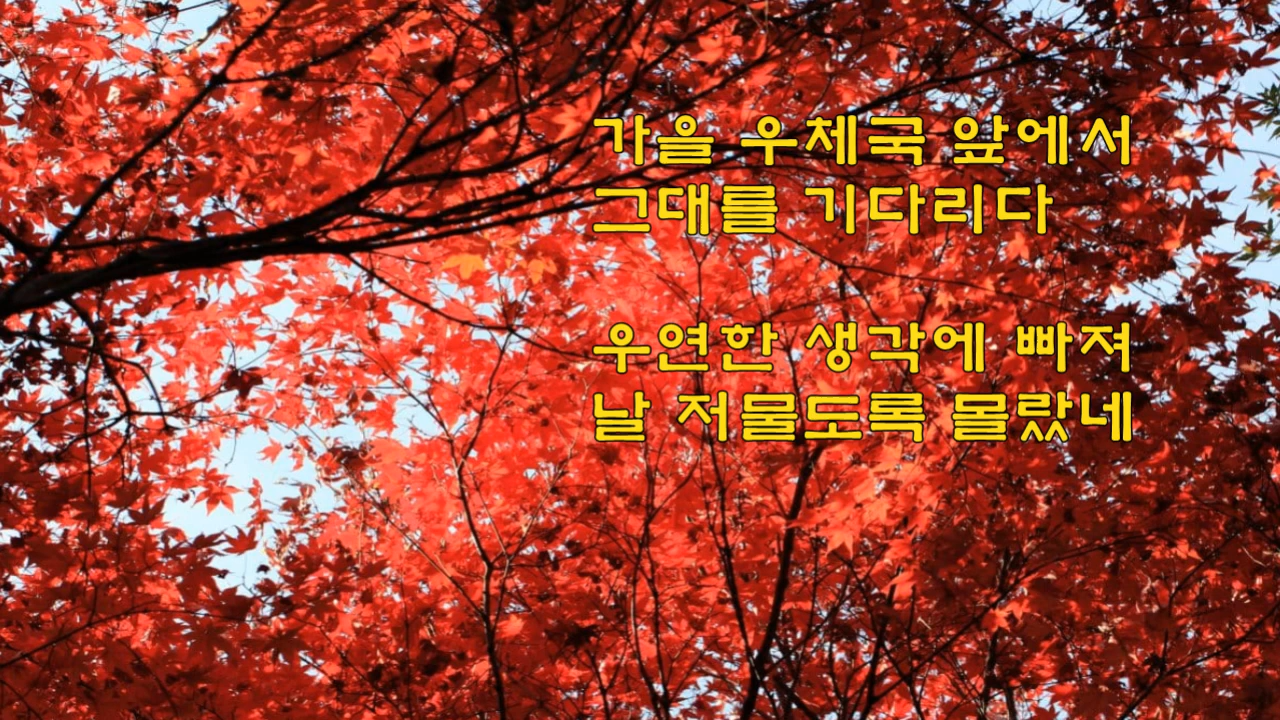 가을 우체국 앞에서
그대를 기다리다
우연한 생각에 빠져
날 저물도록 몰랐네